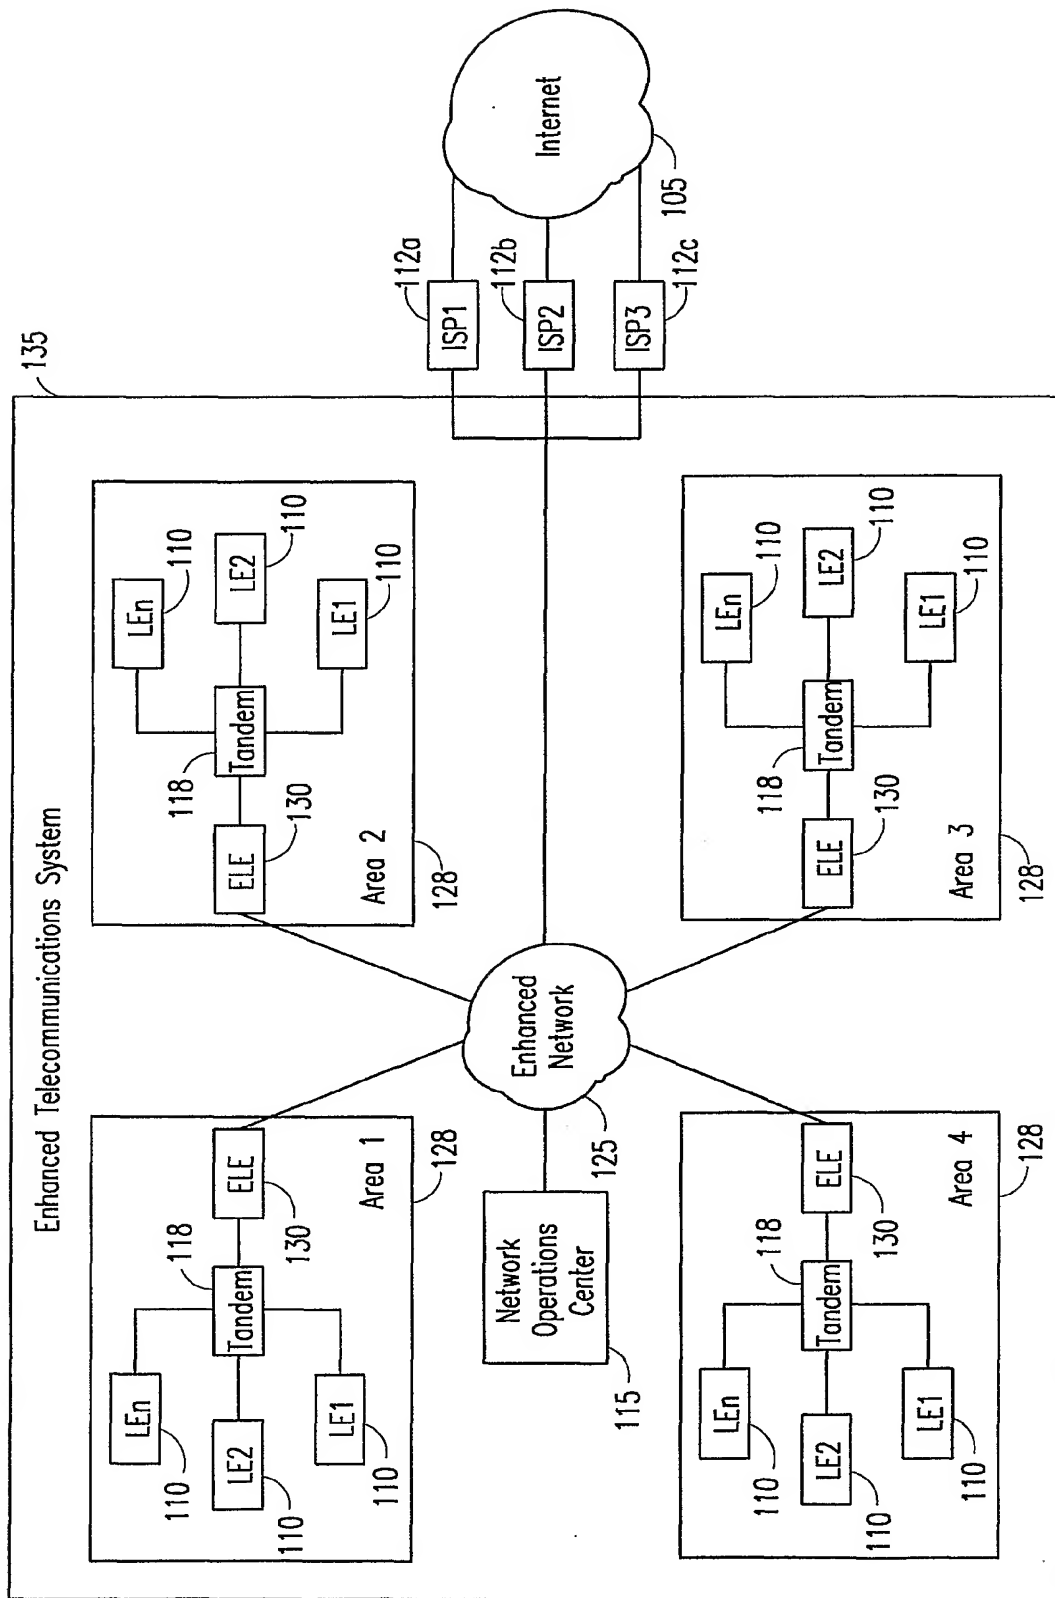 Enhanced Telecommunications System
135
Area 1
LEn
110
LE2
110
LE1
110
Tandem
118
ELE
130
128
Area 2
ELE
130
Tandem
118
LEn
110
LE2
110
LE1
110
128
Network
Operations
Center
115
Enhanced
Network
125
ISP1
112a
ISP2
112b
ISP3
112c
Internet
105
Area 4
LEn
110
LE2
110
LE1
110
Tandem
118
ELE
130
128
Area 3
ELE
130
Tandem
118
LEn
110
LE2
110
LE1
110
128